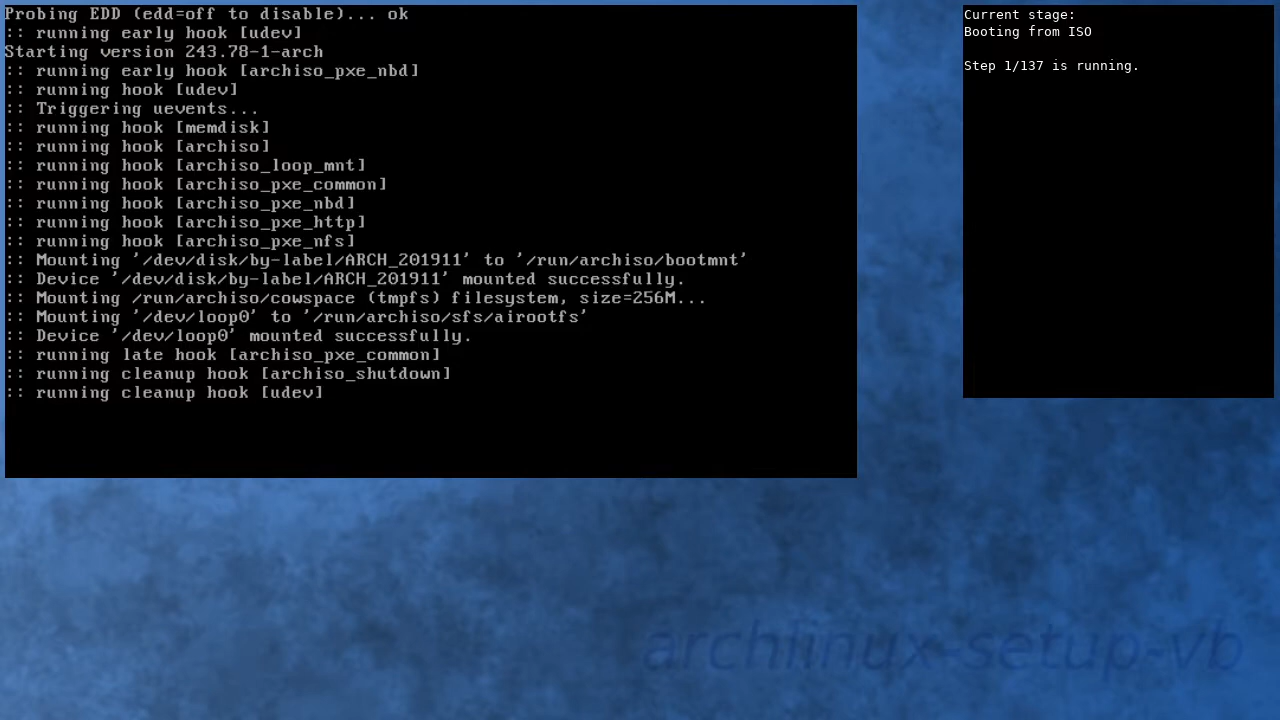 Probing EDD (edd=off to disable)... ok
:: running early hook [udev]
Starting version 243.78-1-arch
:: running early hook [archiso_pxe_nbd]
:: running hook [udev]
:: Triggering uevents...
:: running hook [memdisk]
:: running hook [archiso]
:: running hook [archiso_loop_mnt]
:: running hook [archiso_pxe_common]
:: running hook [archiso_pxe_nbd]
:: running hook [archiso_pxe_http]
:: running hook [archiso_pxe_nfs]
:: Mounting '/dev/disk/by-label/ARCH_201911' to '/run/archiso/bootmnt'
:: Device '/dev/disk/by-label/ARCH_201911' mounted successfully.
:: Mounting /run/archiso/cowspace (tmpfs) filesystem, size=256M...
:: Mounting '/dev/loop0' to '/run/archiso/sfs/airootfs'
:: Device '/dev/loop0' mounted successfully.
:: running late hook [archiso_pxe_common]
:: running cleanup hook [archiso_shutdown]
:: running cleanup hook [udev]
Current stage:
Booting from ISO
Step 1/137 is running.
archlinux-setup-vb